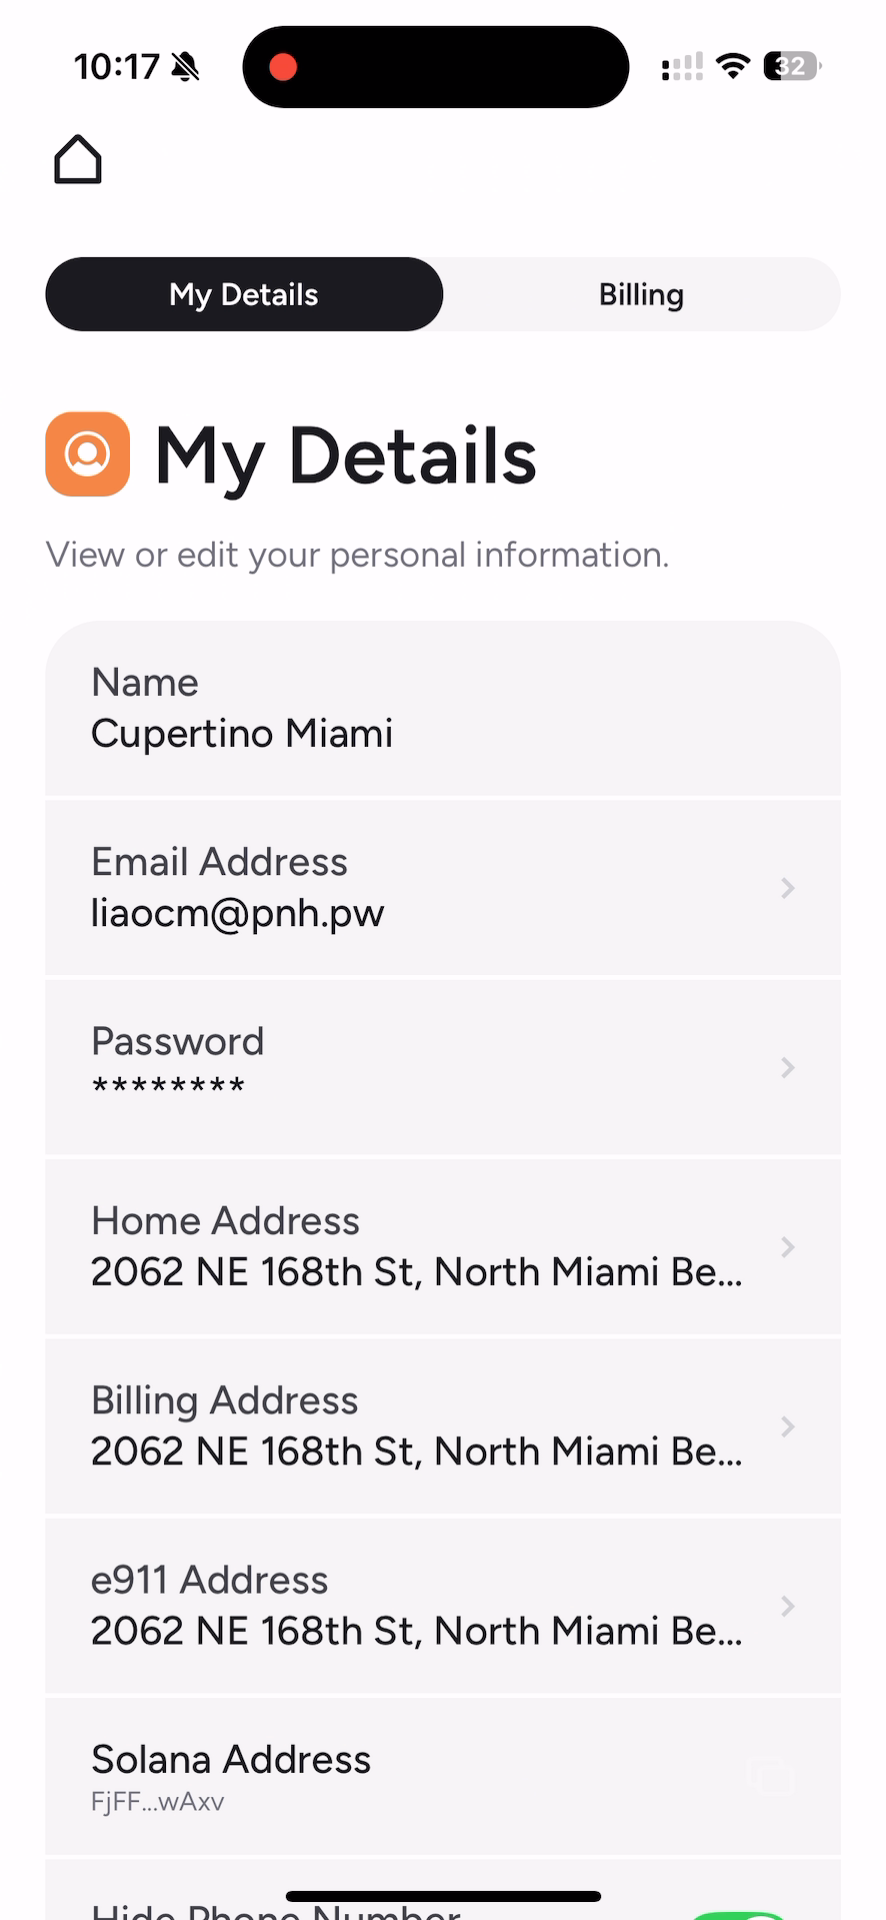 10:17
32
My Details
Billing
My Details
View or edit your personal information.
Name
Cupertino Miami
Email Address
liaocm@pnh.pw
Password
********
Home Address
2062 NE 168th St, North Miami Be...
Billing Address
2062 NE 168th St, North Miami Be...
e911 Address
2062 NE 168th St, North Miami Be...
Solana Address
FjFF...wAxv
Hide Phone Number